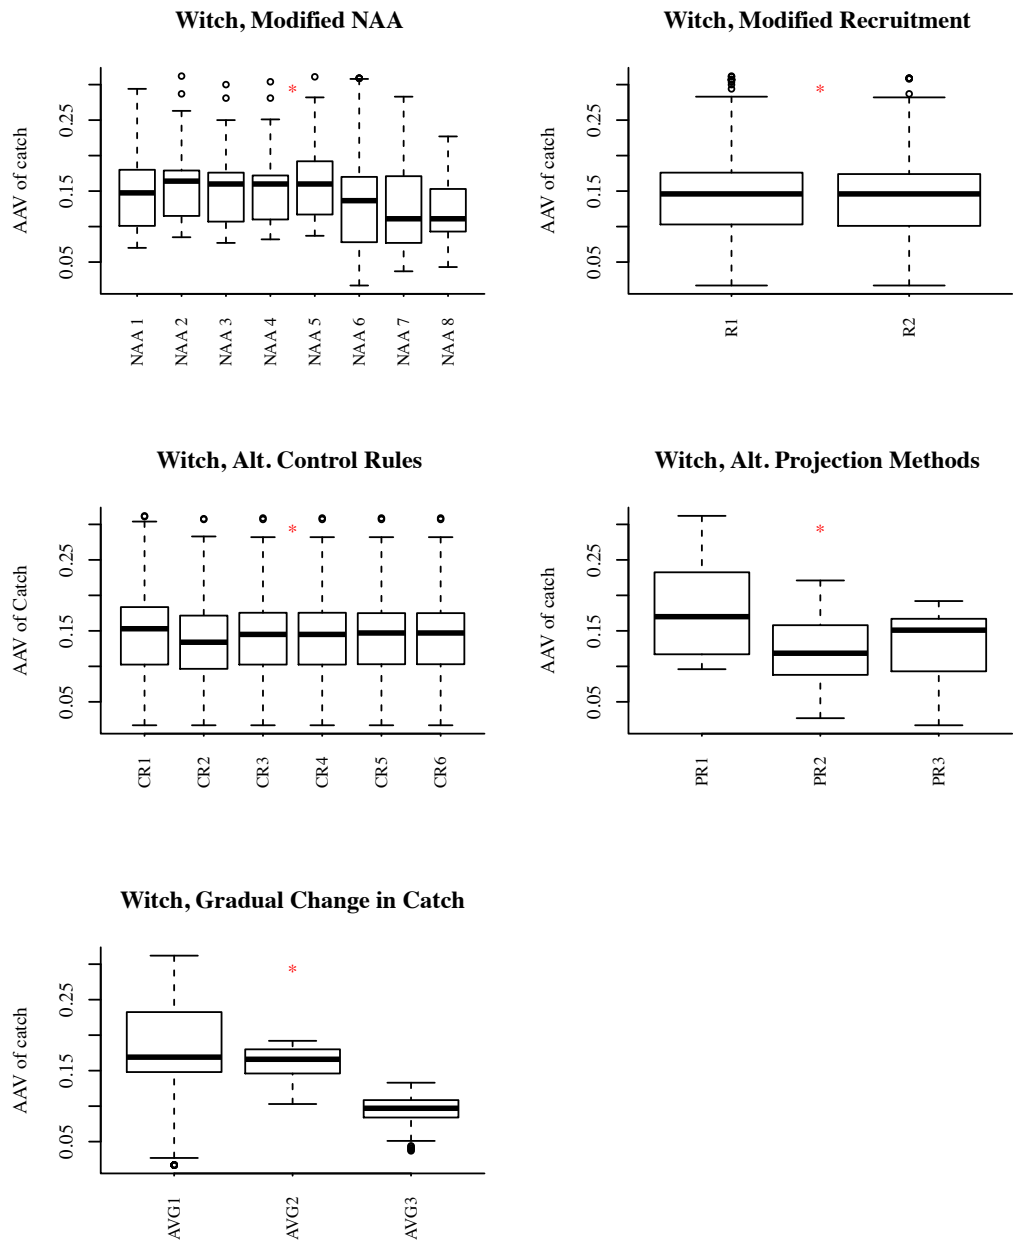 Witch, Modified NAA
AAV of catch
0.05 0.15 0.25
*
NAA 1 NAA 2 NAA 3 NAA 4 NAA 5 NAA 6 NAA 7 NAA 8
Witch, Modified Recruitment
AAV of catch
0.05 0.15 0.25
*
R1 R2
Witch, Alt. Control Rules
AAV of Catch
0.05 0.15 0.25
*
CR1 CR2 CR3 CR4 CR5 CR6
Witch, Alt. Projection Methods
AAV of catch
0.05 0.15 0.25
*
PR1 PR2 PR3
Witch, Gradual Change in Catch
AAV of catch
0.05 0.15 0.25
*
AVG1 AVG2 AVG3